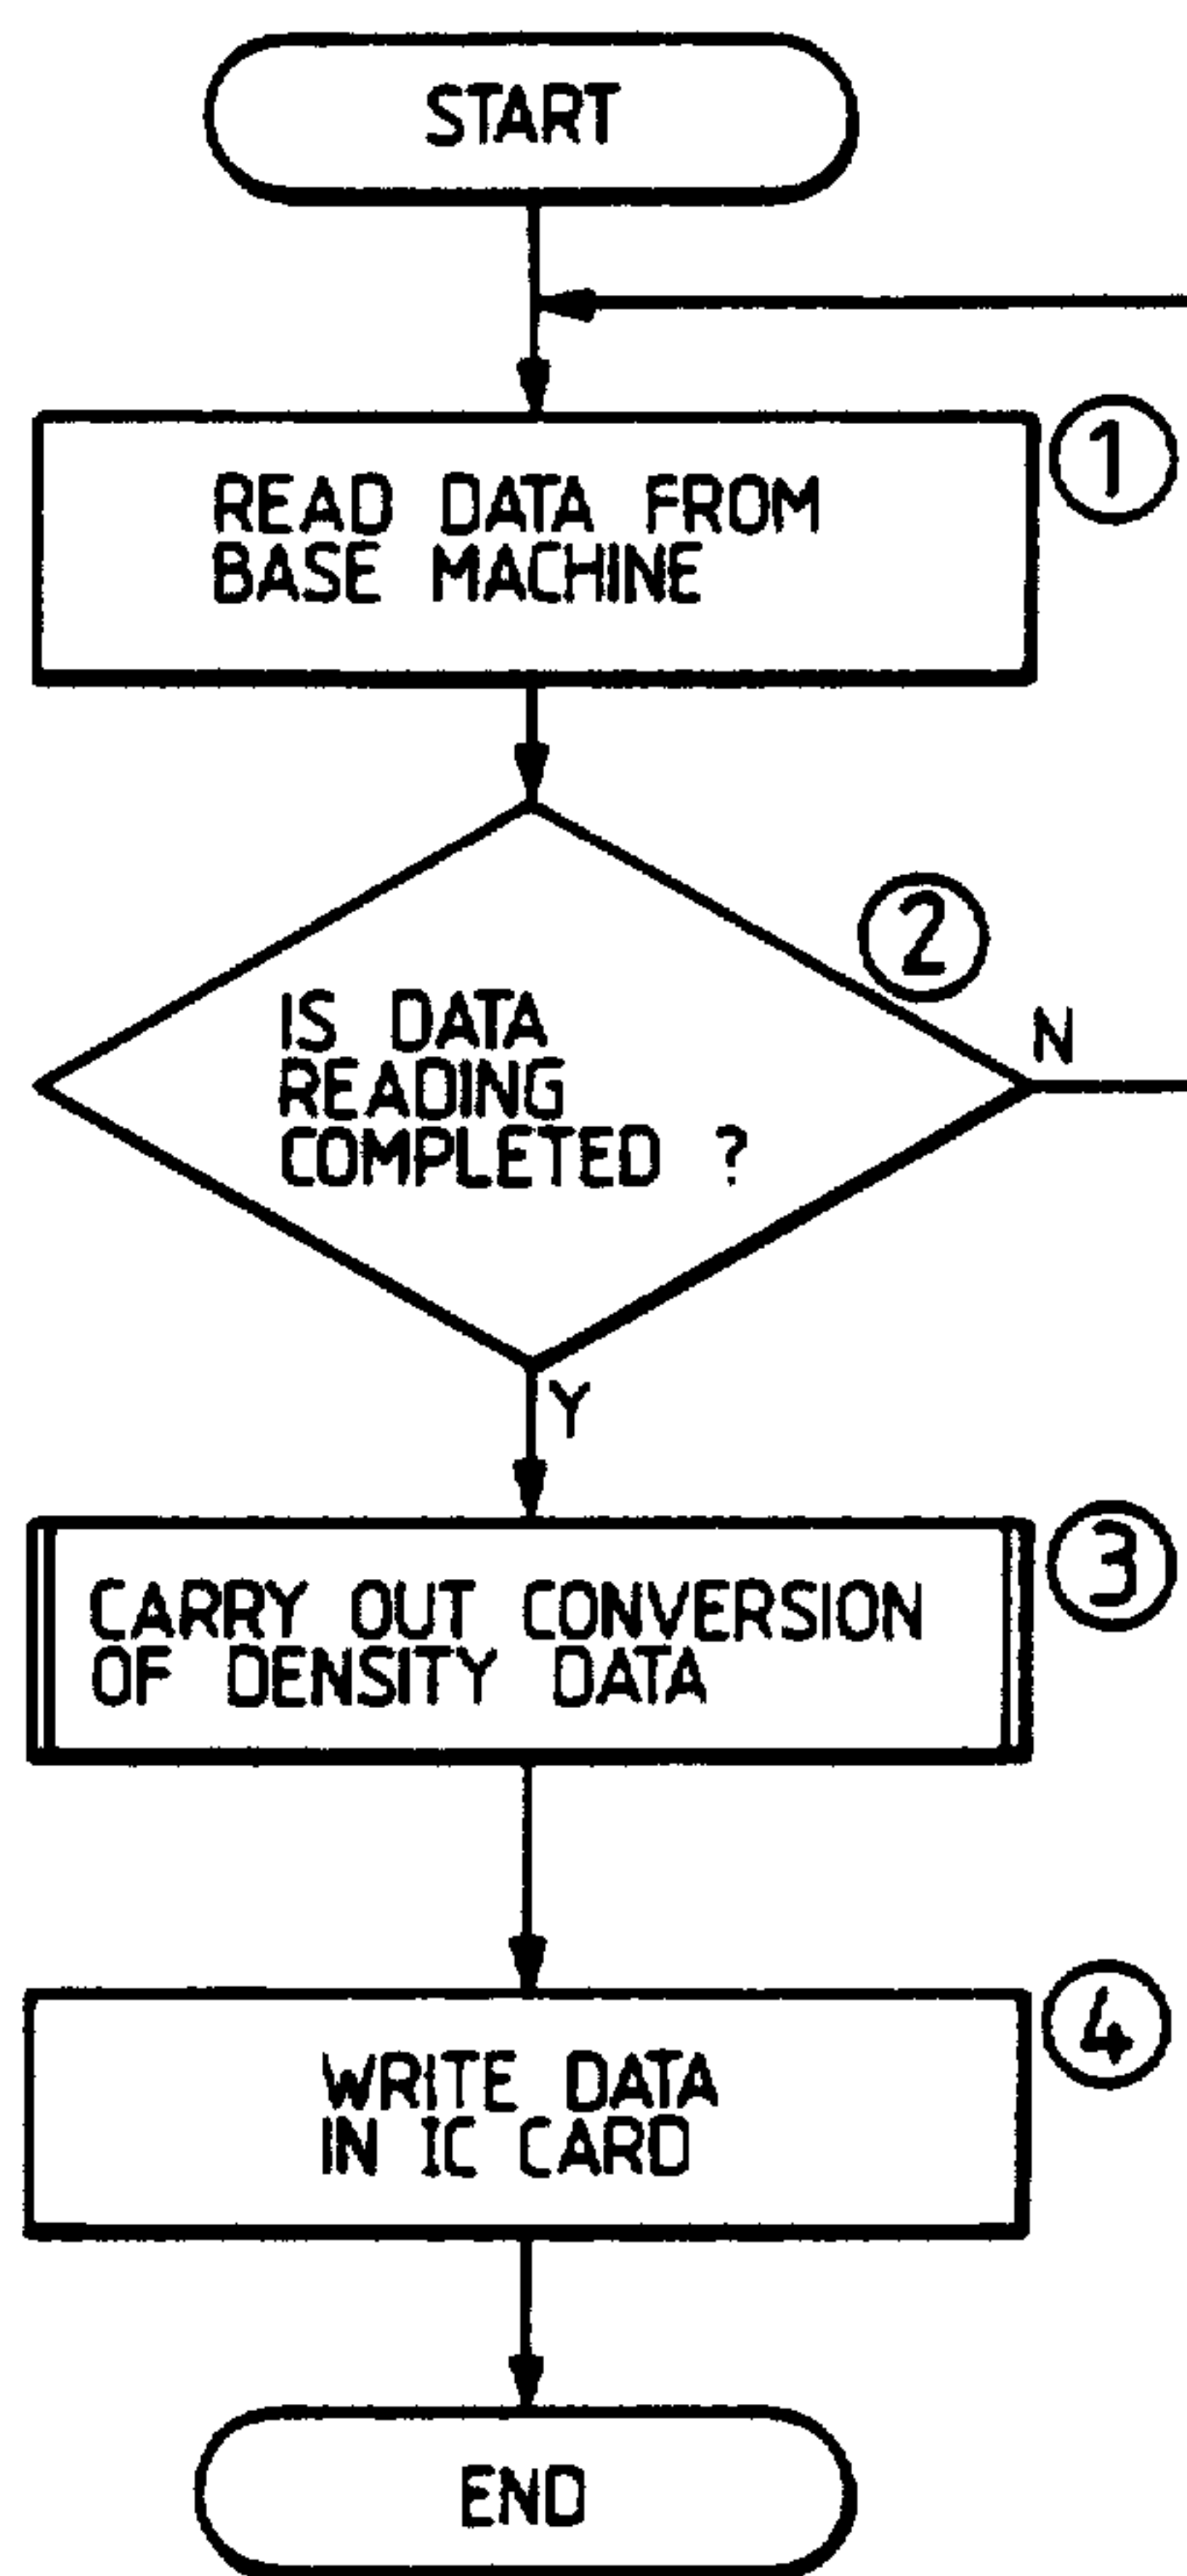 START
1
READ DATA FROM
BASE MACHINE
2
IS DATA
READING
COMPLETED ?
N
Y
3
CARRY OUT CONVERSION
OF DENSITY DATA
4
WRITE DATA
IN IC CARD
END